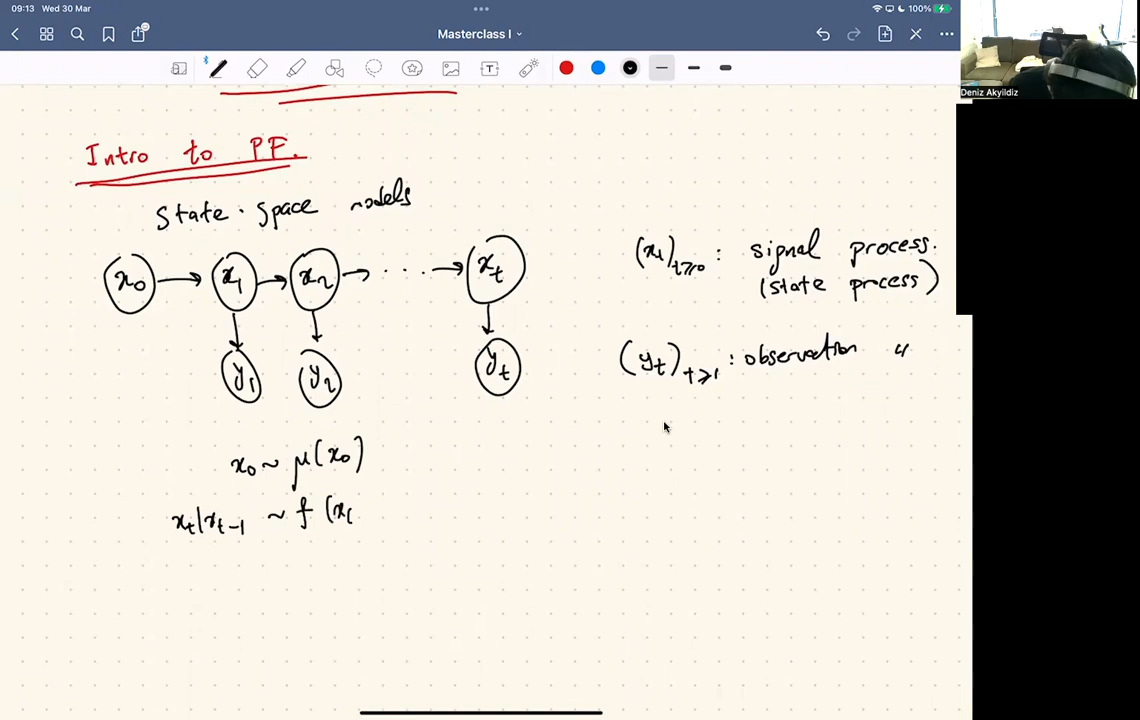 09:13 Wed 30 Mar
100%
Masterclass I
Deniz Akyildiz
Intro to PF.
State-space models
x₀ → x₁ → x₂ → ... → xₜ
y₁ y₂ yₜ
(xₜ)ₜ≥₀ : signal process.
(state process)
(yₜ)ₜ≥₁ : observation "
x₀ ~ μ(x₀)
xₜ|xₜ₋₁ ~ f(x(